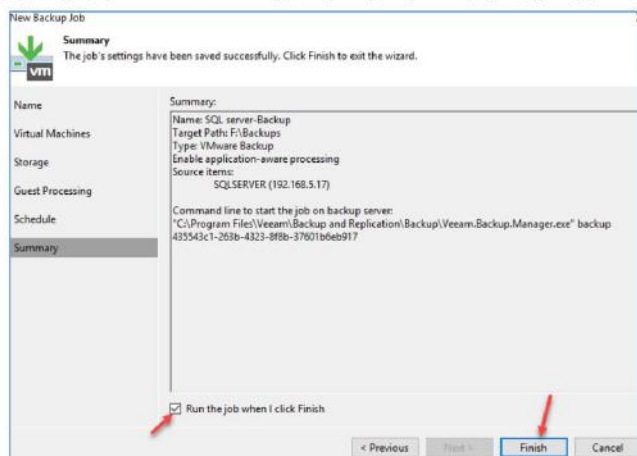 New Backup Job
Summary
The job's settings have been saved successfully. Click Finish to exit the wizard.
vm
Name
Virtual Machines
Storage
Guest Processing
Schedule
Summary
Summary:
Name: SQL server-Backup
Target Path: F:\Backups
Type: VMware Backup
Enable application-aware processing
Source items:
SQLSERVER (192.168.5.17)
Command line to start the job on backup server:
"C:\Program Files\Veeam\Backup and Replication\Backup\Veeam.Backup.Manager.exe" backup
435543c1-263b-4323-8f8b-37601b6eb917
Run the job when I click Finish
< Previous
Next >
Finish
Cancel